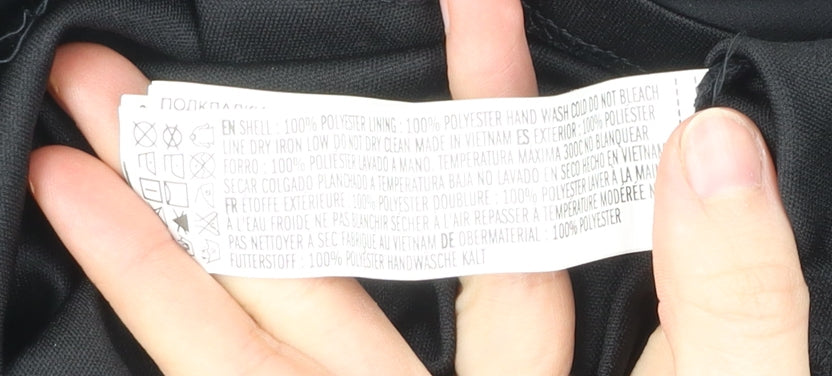 ПОДКЛАДКА
EN SHELL : 100% POLYESTER LINING : 100% POLYESTER HAND WASH COLD DO NOT BLEACH
LINE DRY IRON LOW DO NOT DRY CLEAN MADE IN VIETNAM ES EXTERIOR : 100% POLIESTER
FORRO : 100% POLYESTER LAVADO A MANO. TEMPERATURA MAXIMA 300C NO BLANQUEAR
SECAR COLGADO PLANCHADO A TEMPERATURA BAJA NO LAVADO EN SECO HECHO EN VIETNAM
FR ETOFFE EXTERIEURE : 100% POLYESTER DOUBLURE : 100% POLYESTER LAVER A LA MAIN
À L'EAU FROIDE NE PAS BLANCHIR SECHER A L'AIR REPASSER A TEMPÉRATURE MODEREE
PAS NETTOYER A SEC FABRIQUE AU VIETNAM DE OBERMATERIAL : 100% POLYESTER
FUTTERSTOFF : 100% POLYESTER HANDWASCHE KALT